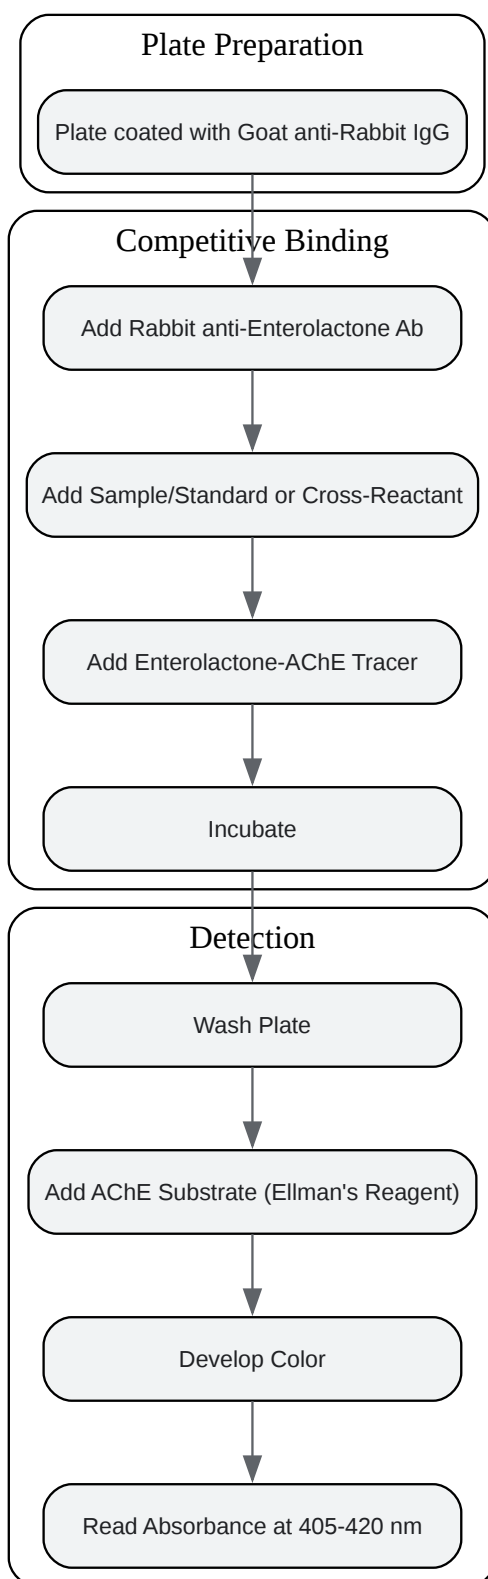 Plate Preparation
Plate coated with Goat anti-Rabbit IgG
Competitive Binding
Add Rabbit anti-Enterolactone Ab
Add Sample/Standard or Cross-Reactant
Add Enterolactone-AChE Tracer
Incubate
Detection
Wash Plate
Add AChE Substrate (Ellman's Reagent)
Develop Color
Read Absorbance at 405-420 nm